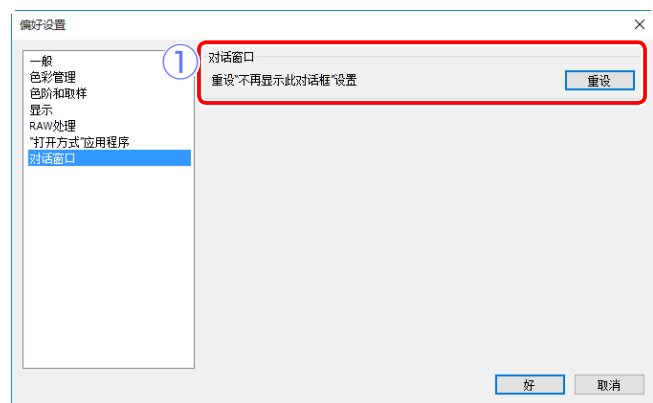 偏好设置
一般
色彩管理
色阶和取样
显示
RAW处理
"打开方式"应用程序
对话窗口
①
对话窗口
重设"不再显示此对话框"设置
重设
好
取消